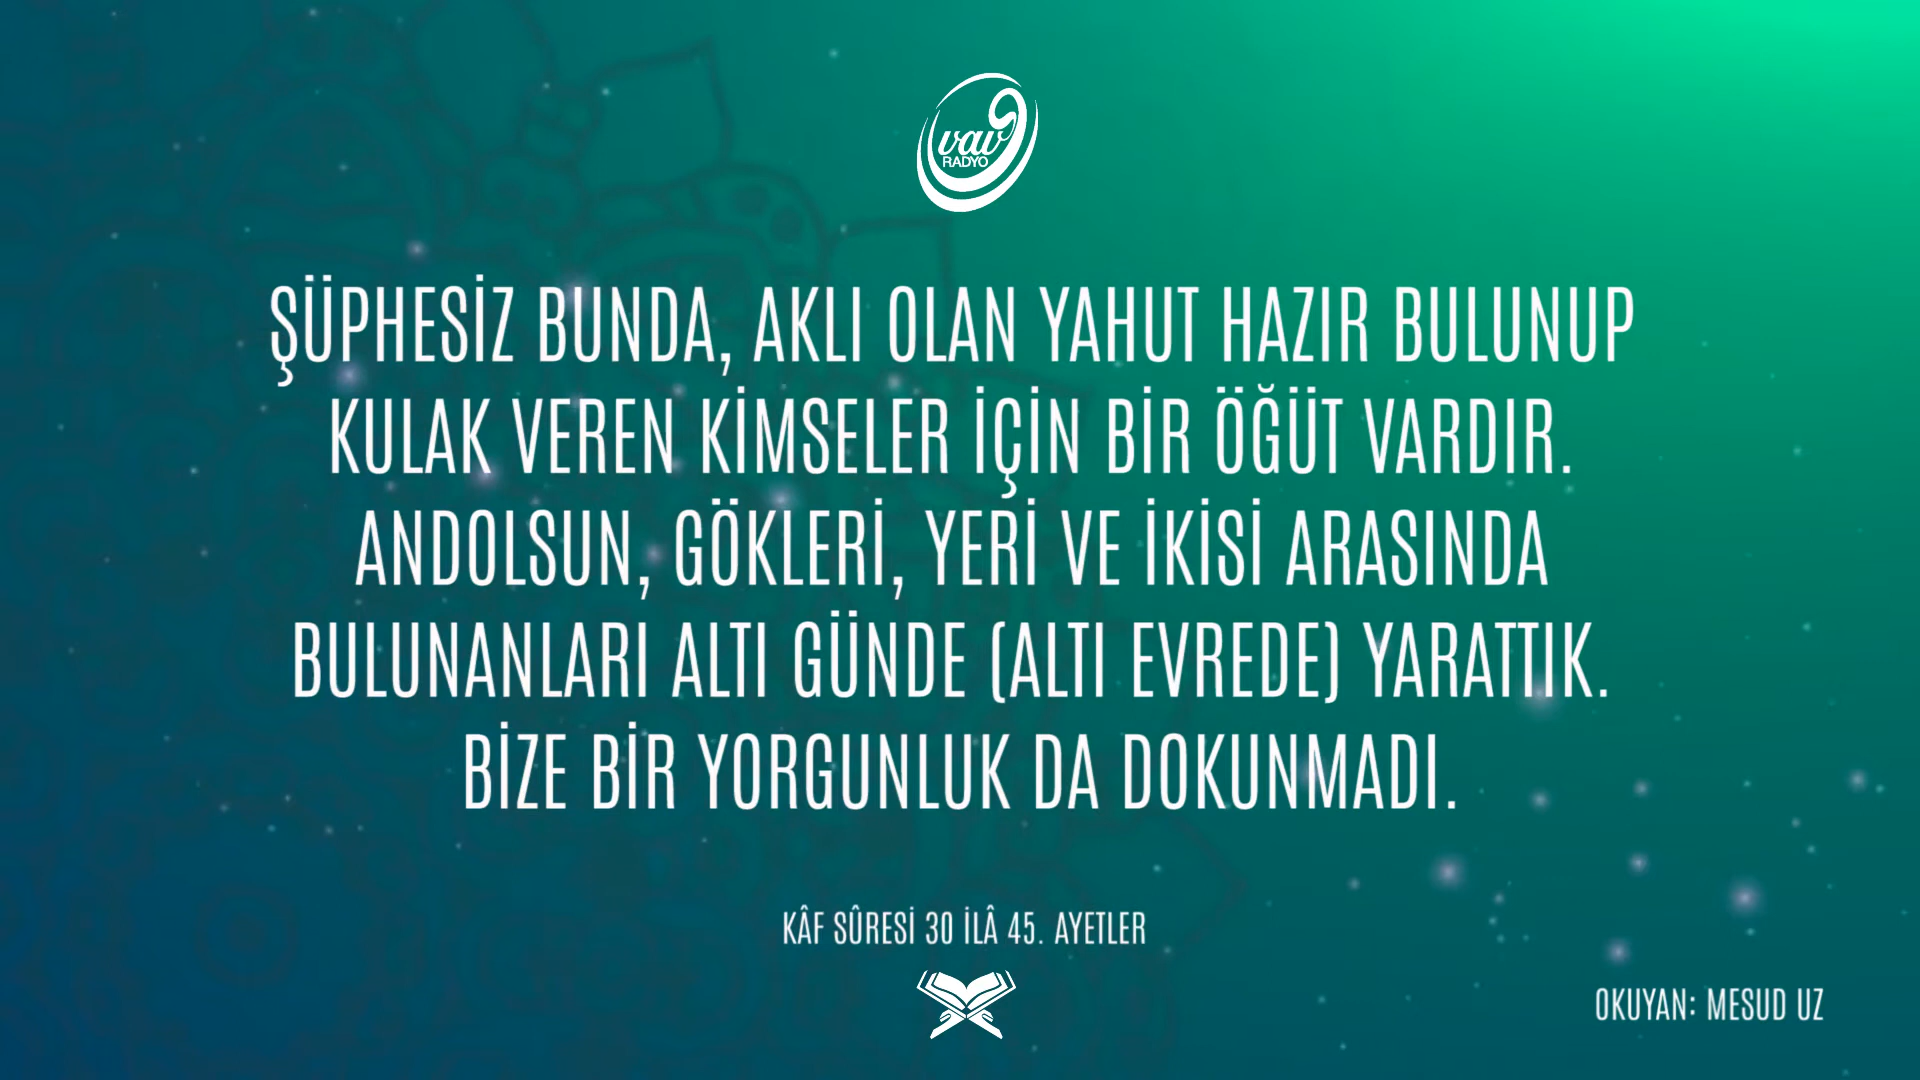 vav
RADYO
ŞÜPHESİZ BUNDA, AKLI OLAN YAHUT HAZIR BULUNUP
KULAK VEREN KİMSELER İÇİN BİR ÖĞÜT VARDIR.
ANDOLSUN, GÖKLERİ, YERİ VE İKİSİ ARASINDA
BULUNANLARI ALTI GÜNDE (ALTI EVREDE) YARATTIK.
BİZE BİR YORGUNLUK DA DOKUNMADI.
KÂF SÛRESİ 30 İLÂ 45. AYETLER
OKUYAN: MESUD UZ